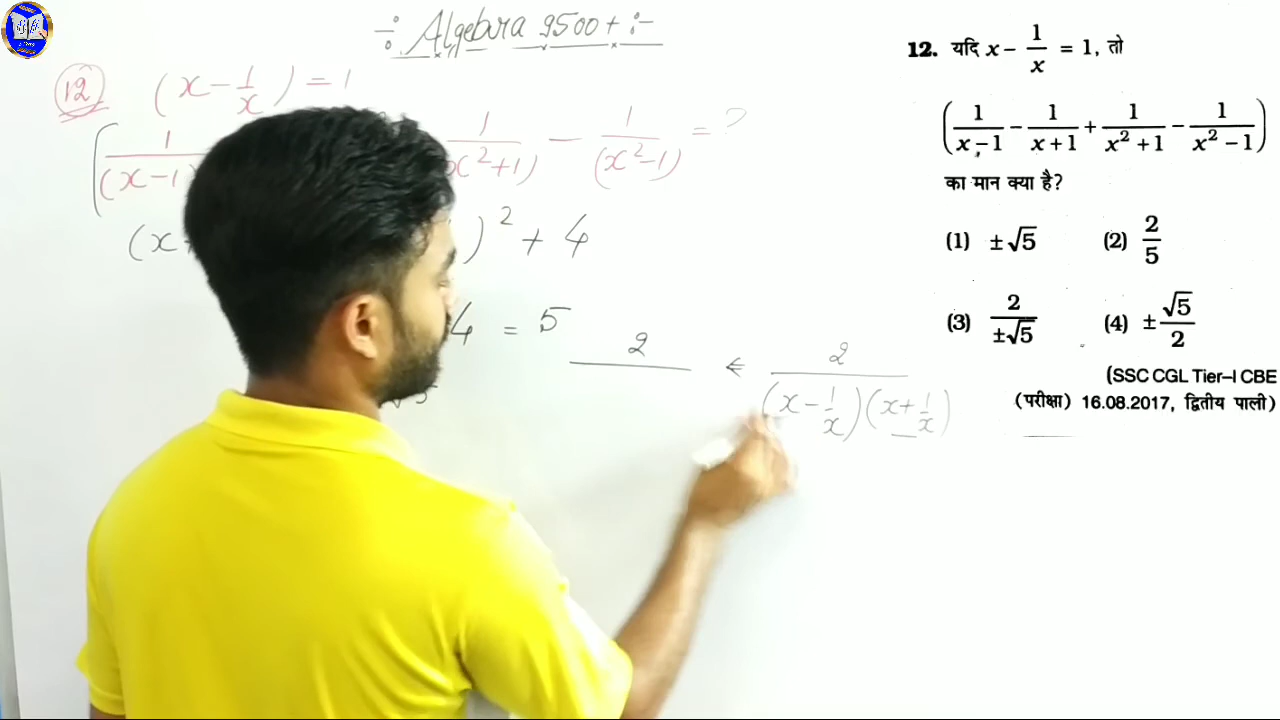 ÷ Algebra 9500+ :-
12 (x - 1/x) = 1
1/(x-1) 1/(x²+1) - 1/(x²-1) = ?
(x )² + 4
4 = 5
2 ← 2/((x - 1/x)(x + 1/x))
5
12. यदि x - 1/x = 1, तो
(1/(x-1) - 1/(x+1) + 1/(x²+1) - 1/(x²-1))
का मान क्या है?
(1) ±√5 (2) 2/5
(3) 2/±√5 (4) ± √5/2
(SSC CGL Tier-I CBE
(परीक्षा) 16.08.2017, द्वितीय पाली)